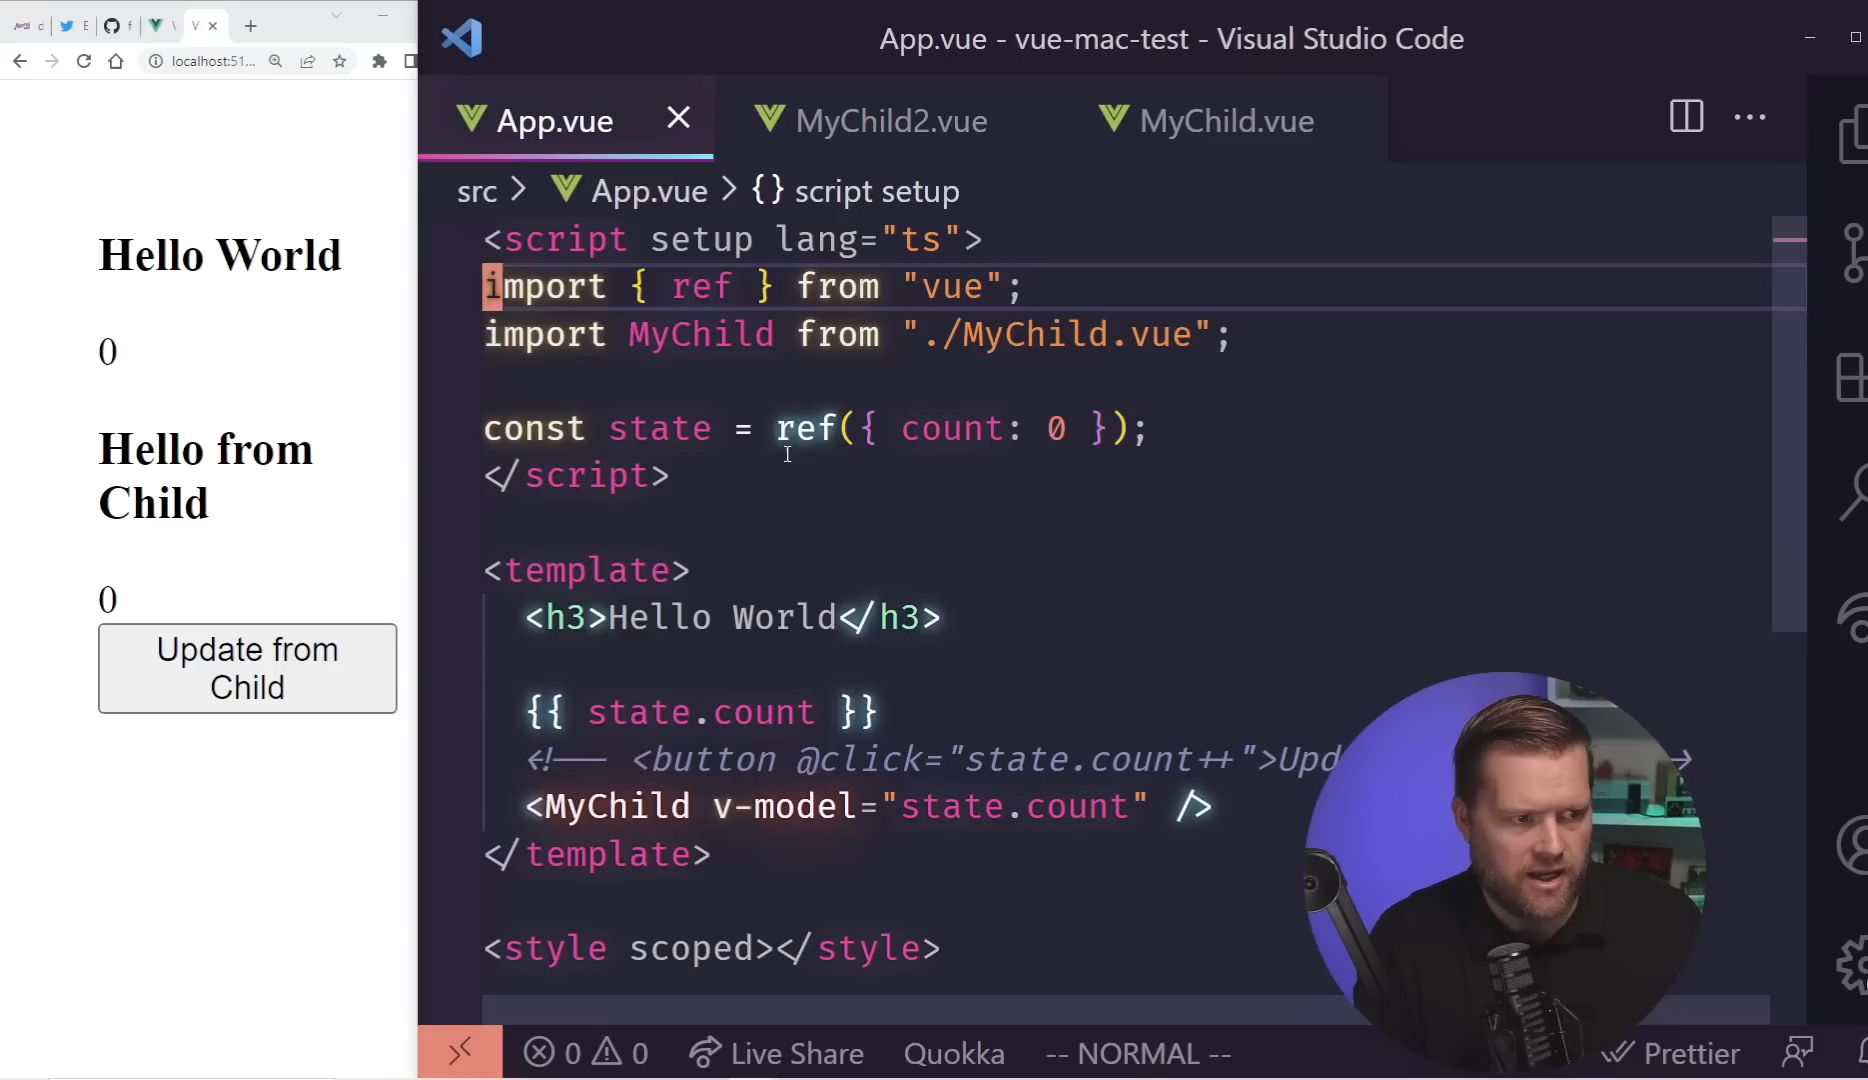 localhost:51...
Hello World
0
Hello from
Child
0
Update from
Child
App.vue - vue-mac-test - Visual Studio Code
App.vue
MyChild2.vue
MyChild.vue
src > App.vue > {} script setup
<script setup lang="ts">
import { ref } from "vue";
import MyChild from "./MyChild.vue";
const state = ref({ count: 0 });
</script>
<template>
<h3>Hello World</h3>
{{ state.count }}
<!-- <button @click="state.count++">Upd
<MyChild v-model="state.count" />
</template>
<style scoped></style>
0 0 Live Share Quokka -- NORMAL -- Prettier